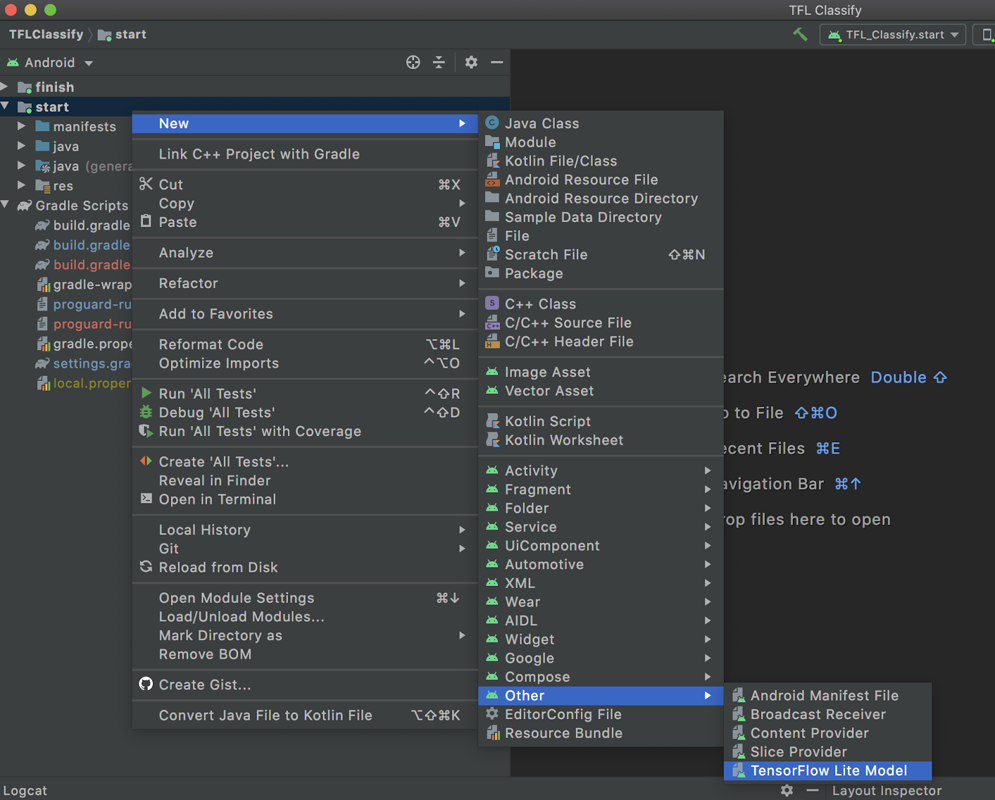 TFL Classify
TFLClassify
start
TFL_Classify.start
Android
finish
start
manifests
java
java (genera
res
Gradle Scripts
build.gradle
build.gradle
build.gradle
gradle-wrap
proguard-ru
proguard-ru
gradle.prope
settings.gra
local.proper
New
Link C++ Project with Gradle
Cut ⌘X
Copy
Paste ⌘V
Analyze
Refactor
Add to Favorites
Reformat Code ⌥⌘L
Optimize Imports ^⌥O
Run 'All Tests' ^⇧R
Debug 'All Tests' ^⇧D
Run 'All Tests' with Coverage
Create 'All Tests'...
Reveal in Finder
Open in Terminal
Local History
Git
Reload from Disk
Open Module Settings ⌘↓
Load/Unload Modules...
Mark Directory as
Remove BOM
Create Gist...
Convert Java File to Kotlin File ⌥⇧⌘K
Java Class
Module
Kotlin File/Class
Android Resource File
Android Resource Directory
Sample Data Directory
File
Scratch File ⇧⌘N
Package
C++ Class
C/C++ Source File
C/C++ Header File
Image Asset
Vector Asset
Kotlin Script
Kotlin Worksheet
Activity
Fragment
Folder
Service
UiComponent
Automotive
XML
Wear
AIDL
Widget
Google
Compose
Other
EditorConfig File
Resource Bundle
Android Manifest File
Broadcast Receiver
Content Provider
Slice Provider
TensorFlow Lite Model
earch Everywhere Double ⇧
o to File ⇧⌘O
ecent Files ⌘E
avigation Bar ⌘↑
rop files here to open
Logcat
Layout Inspector